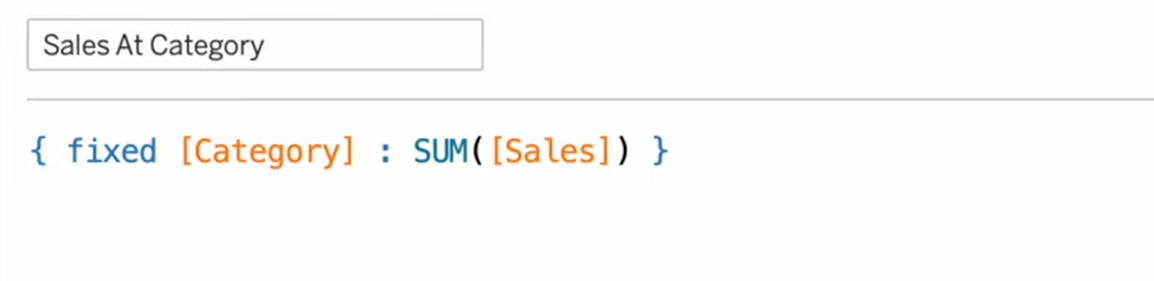 Sales At Category
{ fixed [Category] : SUM([Sales]) }